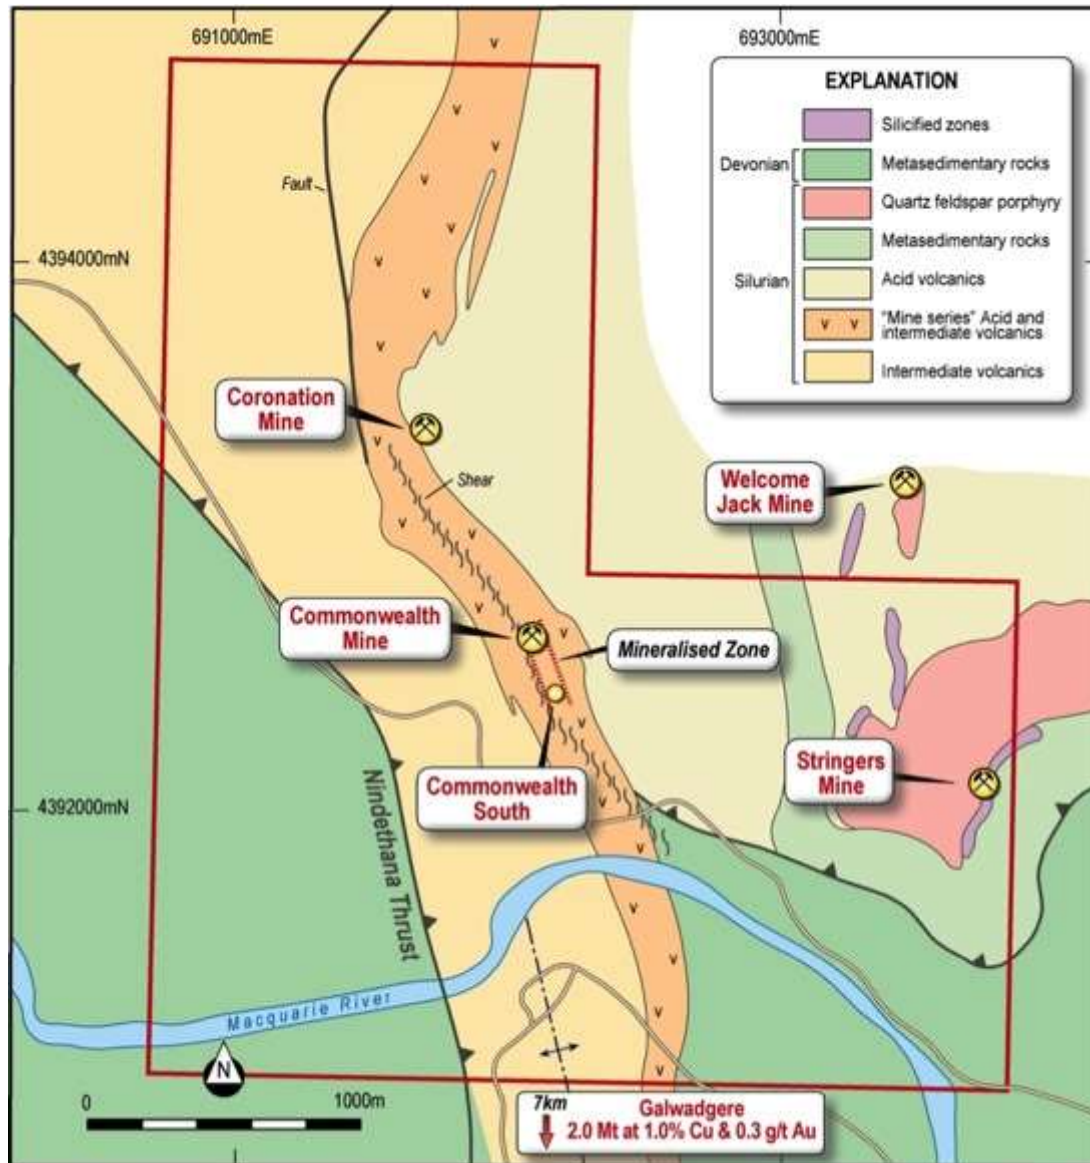 691000mE
693000mE
EXPLANATION
Silicified zones
Devonian
Metasedimentary rocks
Quartz feldspar porphyry
Metasedimentary rocks
Silurian
Acid volcanics
"Mine series" Acid and
intermediate volcanics
Intermediate volcanics
v v
Fault
4394000mN
Coronation
Mine
Shear
Welcome
Jack Mine
Commonwealth
Mine
Mineralised Zone
Stringers
Mine
Commonwealth
South
4392000mN
Nindethana Thrust
Macquarie River
N
0
1000m
7km
Galwadgere
2.0 Mt at 1.0% Cu & 0.3 g/t Au